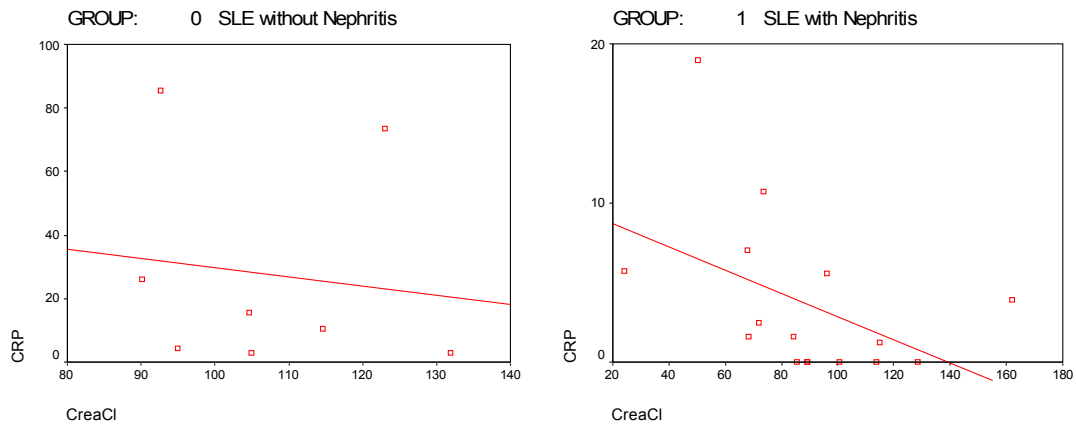 GROUP: 0 SLE without Nephritis
100
80
60
40
20
0
CRP
80 90 100 110 120 130 140
CreaCl
GROUP: 1 SLE with Nephritis
20
10
0
CRP
20 40 60 80 100 120 140 160 180
CreaCl